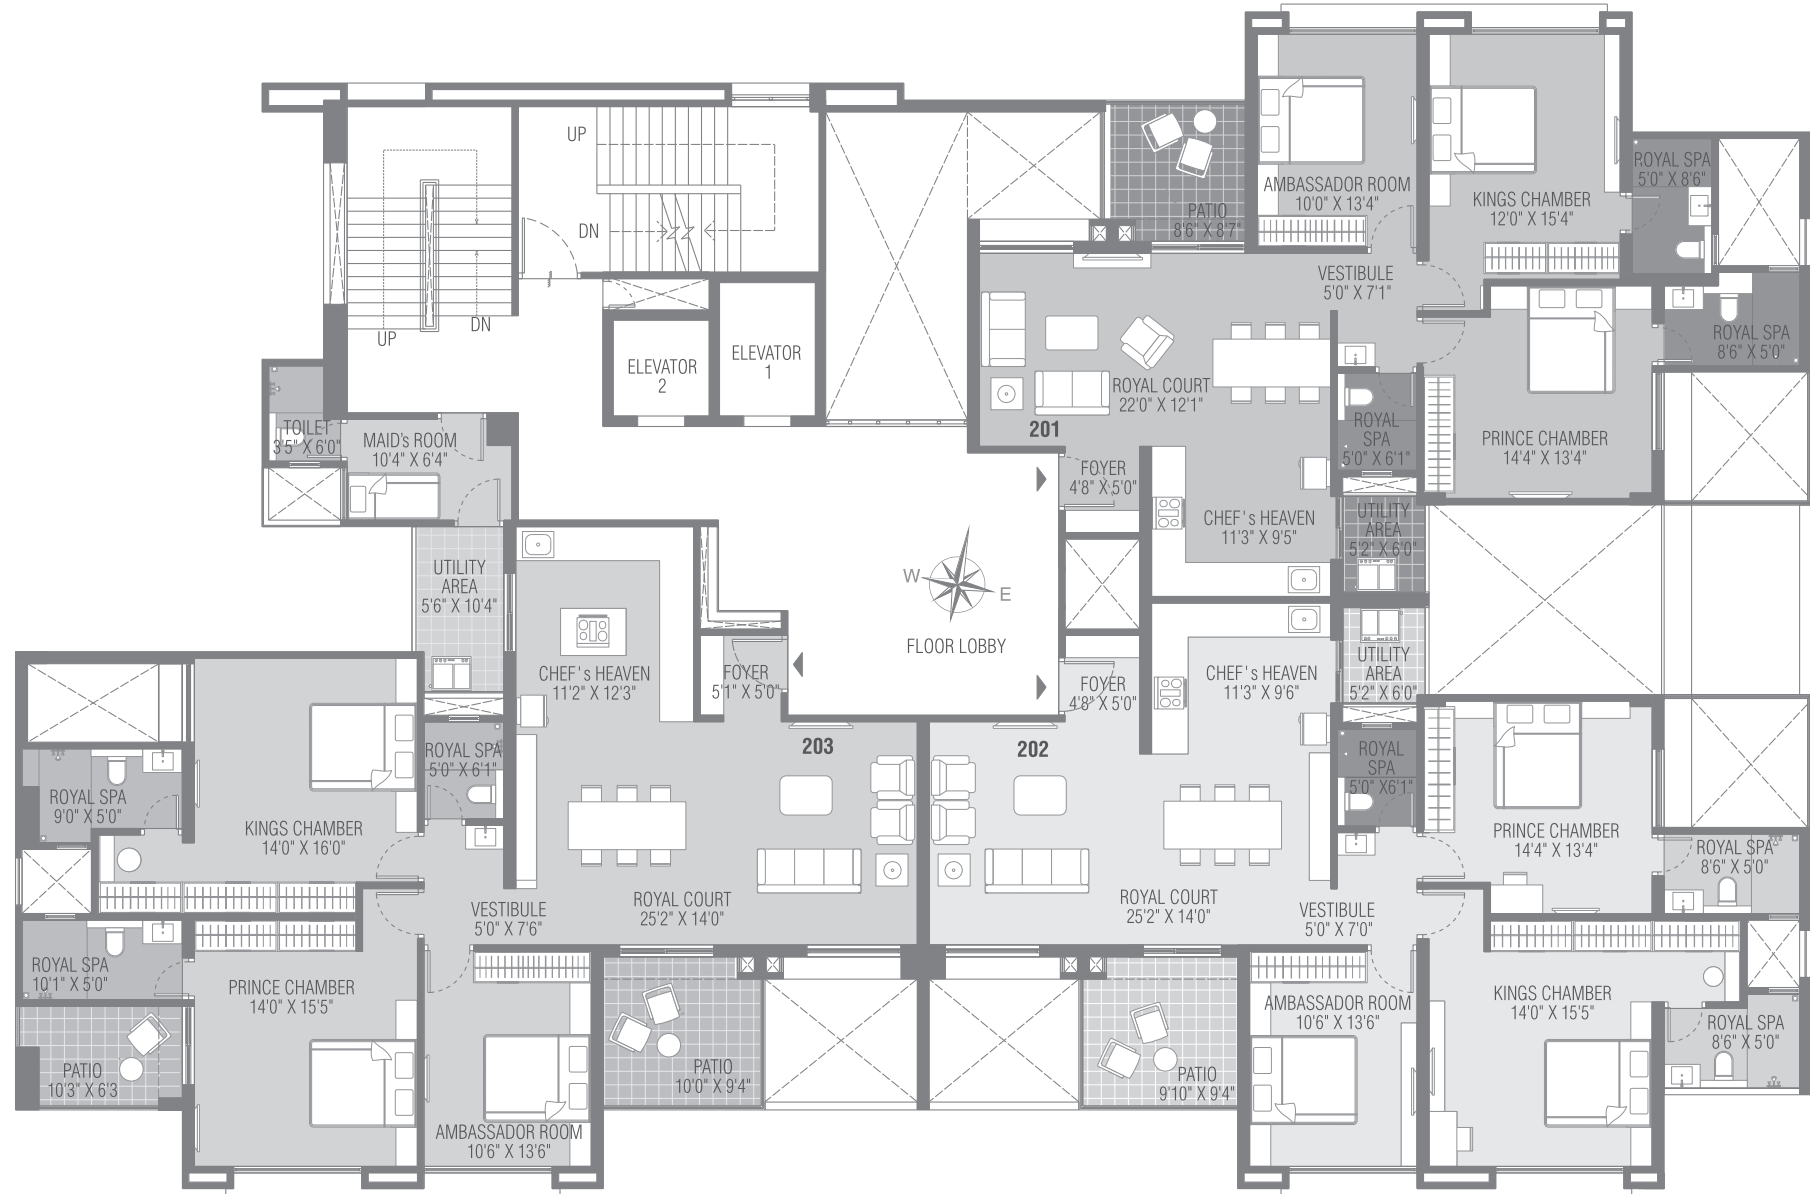 AMBASSADOR ROOM
10'0" X 13'4"
KINGS CHAMBER
12'0" X 15'4"
ROYAL SPA
5'0" X 8'6"
PATIO
8'6" X 8'7"
UP
DN
UP
DN
VESTIBULE
5'0" X 7'1"
ROYAL SPA
8'6" X 5'0"
ELEVATOR
2
ELEVATOR
1
ROYAL COURT
22'0" X 12'1"
201
ROYAL
SPA
5'0" X 6'1"
PRINCE CHAMBER
14'4" X 13'4"
TOILET
3'5" X 6'0"
MAID's ROOM
10'4" X 6'4"
FOYER
4'8" X 5'0"
CHEF's HEAVEN
11'3" X 9'5"
UTILITY
AREA
5'2" X 6'0"
UTILITY
AREA
5'6" X 10'4"
W
E
FLOOR LOBBY
CHEF's HEAVEN
11'2" X 12'3"
FOYER
5'1" X 5'0"
FOYER
4'8" X 5'0"
CHEF's HEAVEN
11'3" X 9'6"
UTILITY
AREA
5'2" X 6'0"
203
202
ROYAL SPA
5'0" X 6'1"
ROYAL
SPA
5'0" X6'1"
ROYAL SPA
9'0" X 5'0"
KINGS CHAMBER
14'0" X 16'0"
PRINCE CHAMBER
14'4" X 13'4"
ROYAL SPA
8'6" X 5'0"
VESTIBULE
5'0" X 7'6"
ROYAL COURT
25'2" X 14'0"
ROYAL COURT
25'2" X 14'0"
VESTIBULE
5'0" X 7'0"
ROYAL SPA
10'1" X 5'0"
PRINCE CHAMBER
14'0" X 15'5"
AMBASSADOR ROOM
10'6" X 13'6"
KINGS CHAMBER
14'0" X 15'5"
ROYAL SPA
8'6" X 5'0"
PATIO
10'3" X 6'3
PATIO
10'0" X 9'4"
PATIO
9'10" X 9'4"
AMBASSADOR ROOM
10'6" X 13'6"